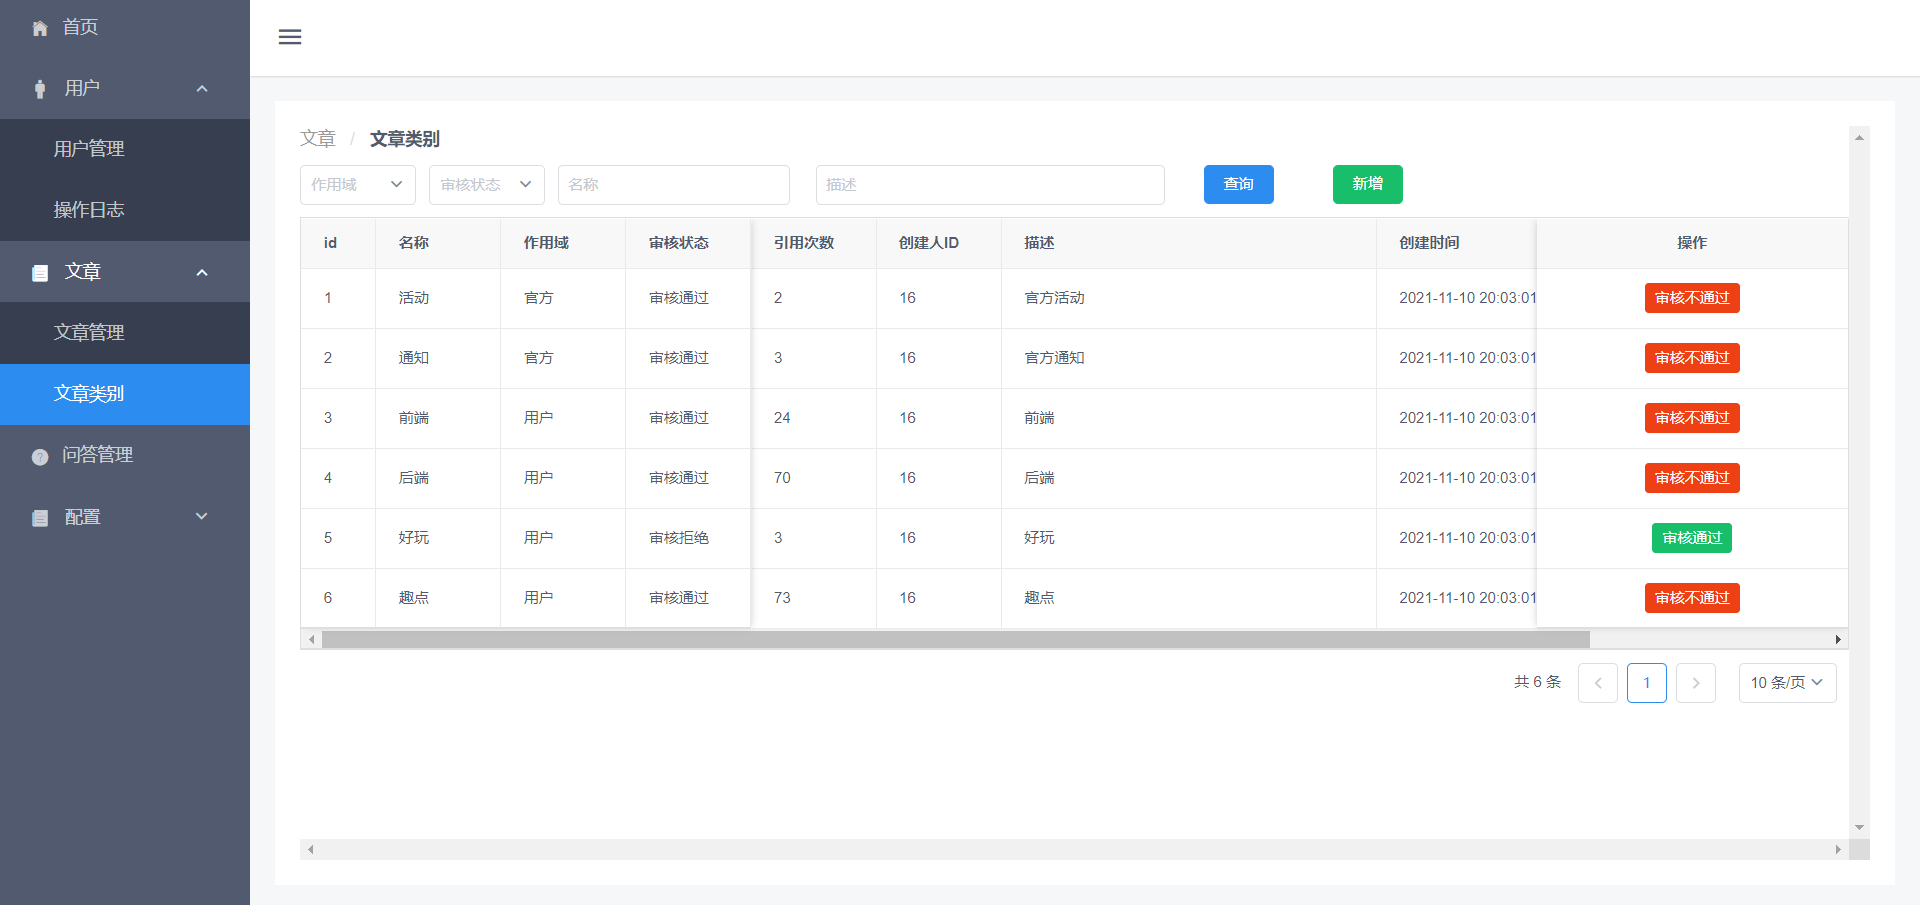 首页
用户
用户管理
操作日志
文章
文章管理
文章类别
问答管理
配置
文章 / 文章类别
作用域 审核状态 名称 描述 查询 新增
id 名称 作用域 审核状态 引用次数 创建人ID 描述 创建时间 操作
1 活动 官方 审核通过 2 16 官方活动 2021-11-10 20:03:01 审核不通过
2 通知 官方 审核通过 3 16 官方通知 2021-11-10 20:03:01 审核不通过
3 前端 用户 审核通过 24 16 前端 2021-11-10 20:03:01 审核不通过
4 后端 用户 审核通过 70 16 后端 2021-11-10 20:03:01 审核不通过
5 好玩 用户 审核拒绝 3 16 好玩 2021-11-10 20:03:01 审核通过
6 趣点 用户 审核通过 73 16 趣点 2021-11-10 20:03:01 审核不通过
共 6 条 1 10 条/页